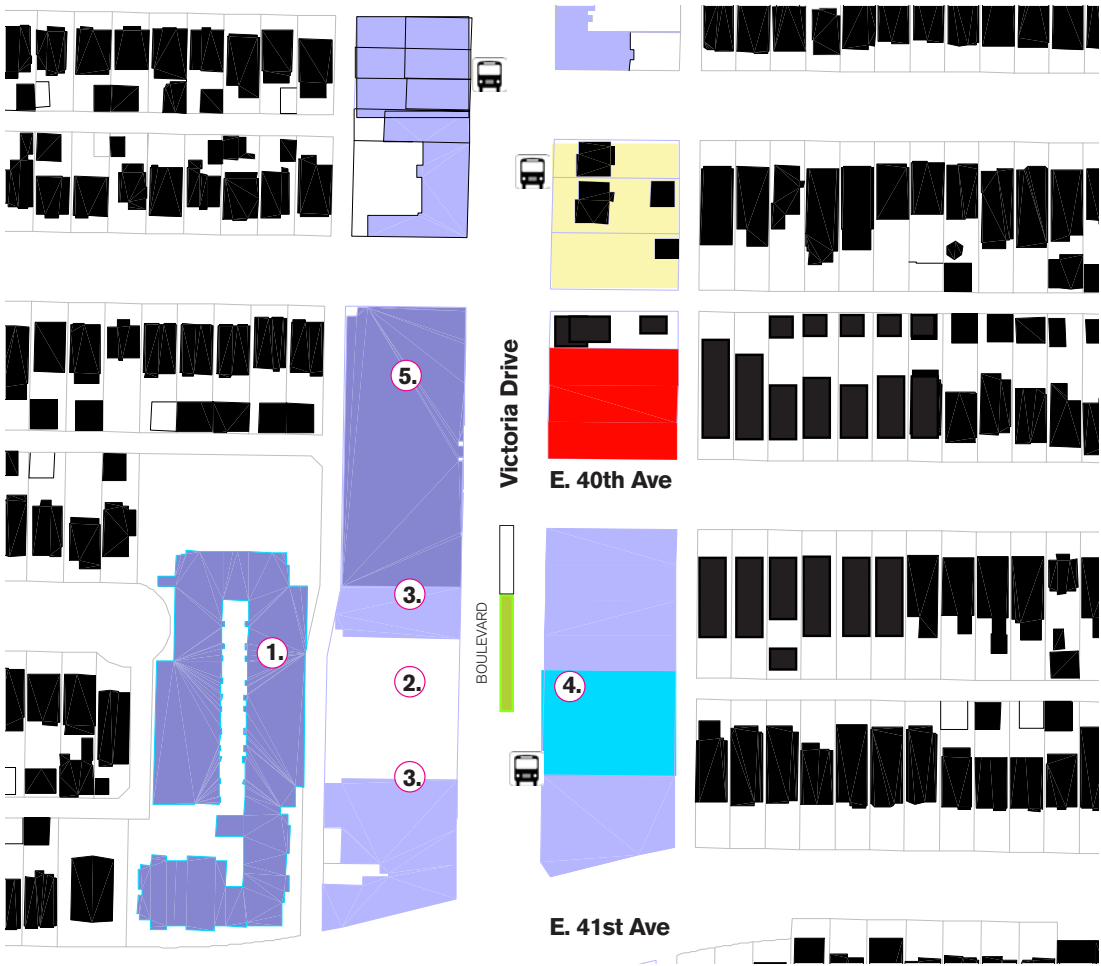 5.
Victoria Drive
E. 40th Ave
3.
BOULEVARD
1.
2.
4.
3.
E. 41st Ave